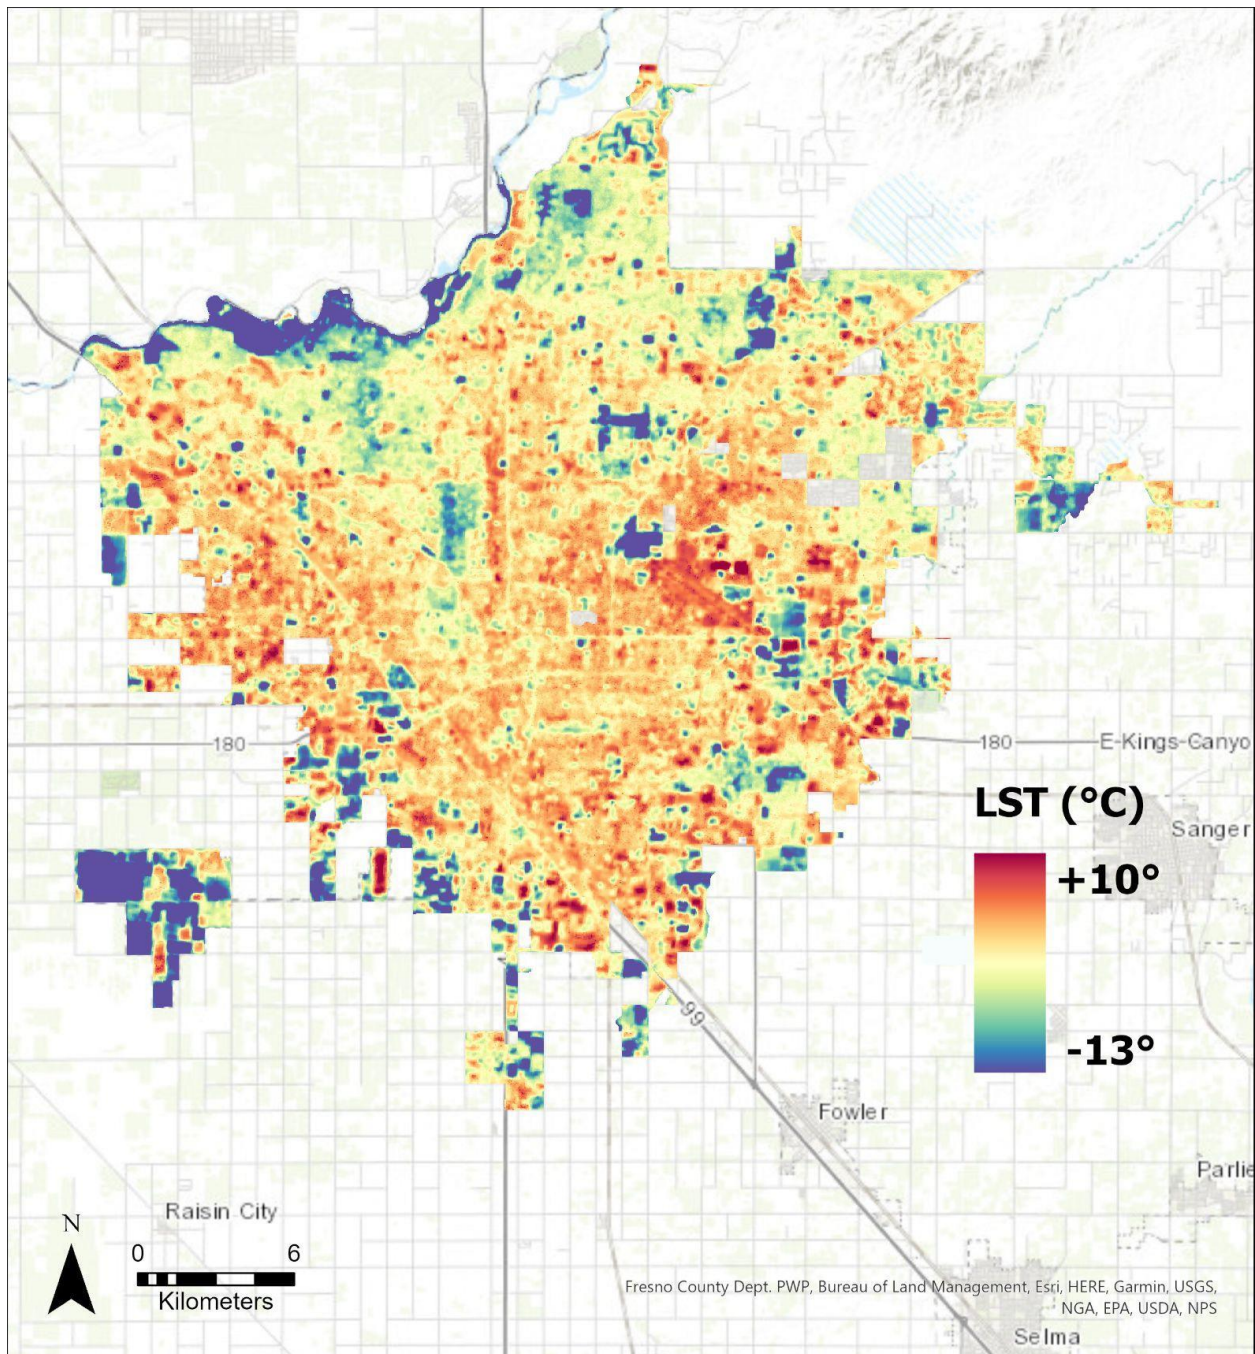 180
180
E-Kings-Canyo
LST (°C)
Sanger
+10°
-13°
99
Fowler
Parlie
Raisin City
N
0 6
Kilometers
Fresno County Dept. PWP, Bureau of Land Management, Esri, HERE, Garmin, USGS,
NGA, EPA, USDA, NPS
Selma